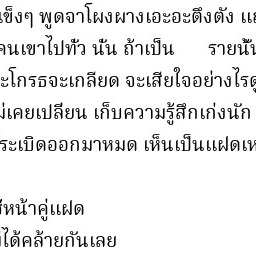 แข็งๆ พูดจาโผงผางเอะอะตึงตัง
คนเขาไปทั่ว นั่น ถ้าเป็น รายนั้น
จะโกรธจะเกลียด จะเสียใจอย่างไรดู
ไม่เคยเปลี่ยน เก็บความรู้สึกเก่งนัก
ระเบิดออกมาหมด เห็นเป็นแฝดเห
หน้าคู่แฝด
ได้คล้ายกันเลย